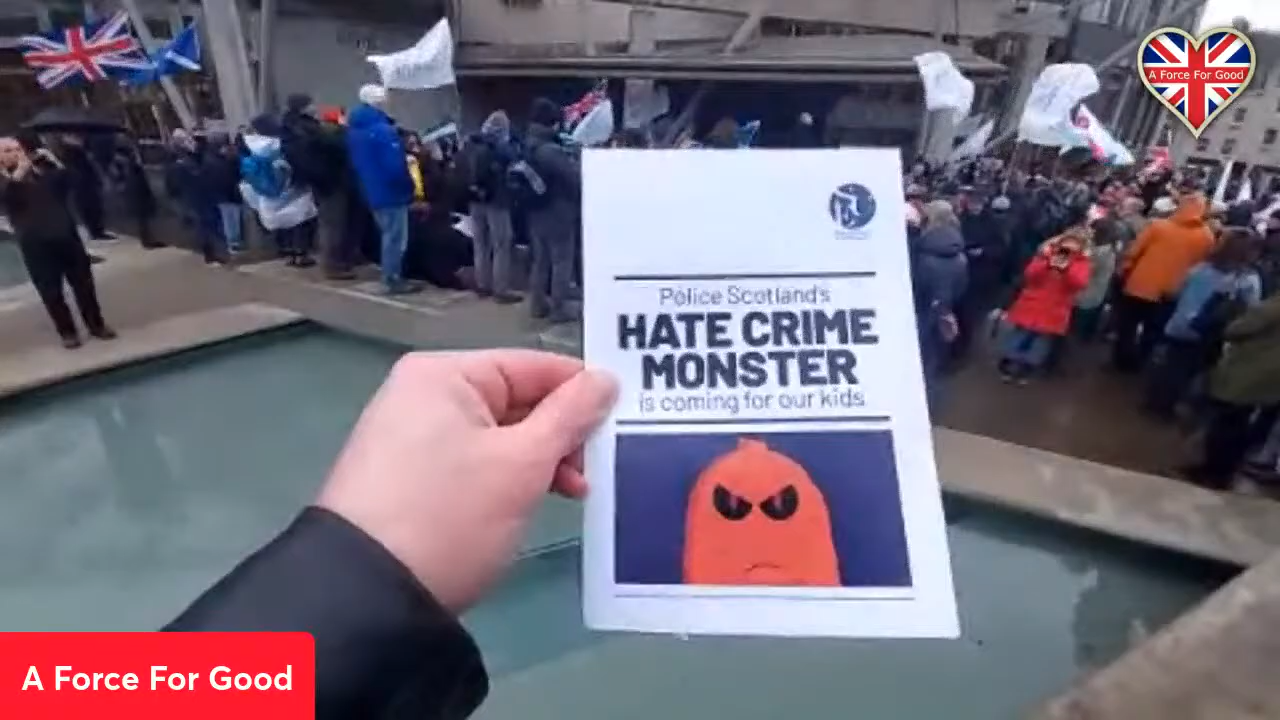 A Force For Good
Police Scotland's
HATE CRIME
MONSTER
is coming for our kids
A Force For Good